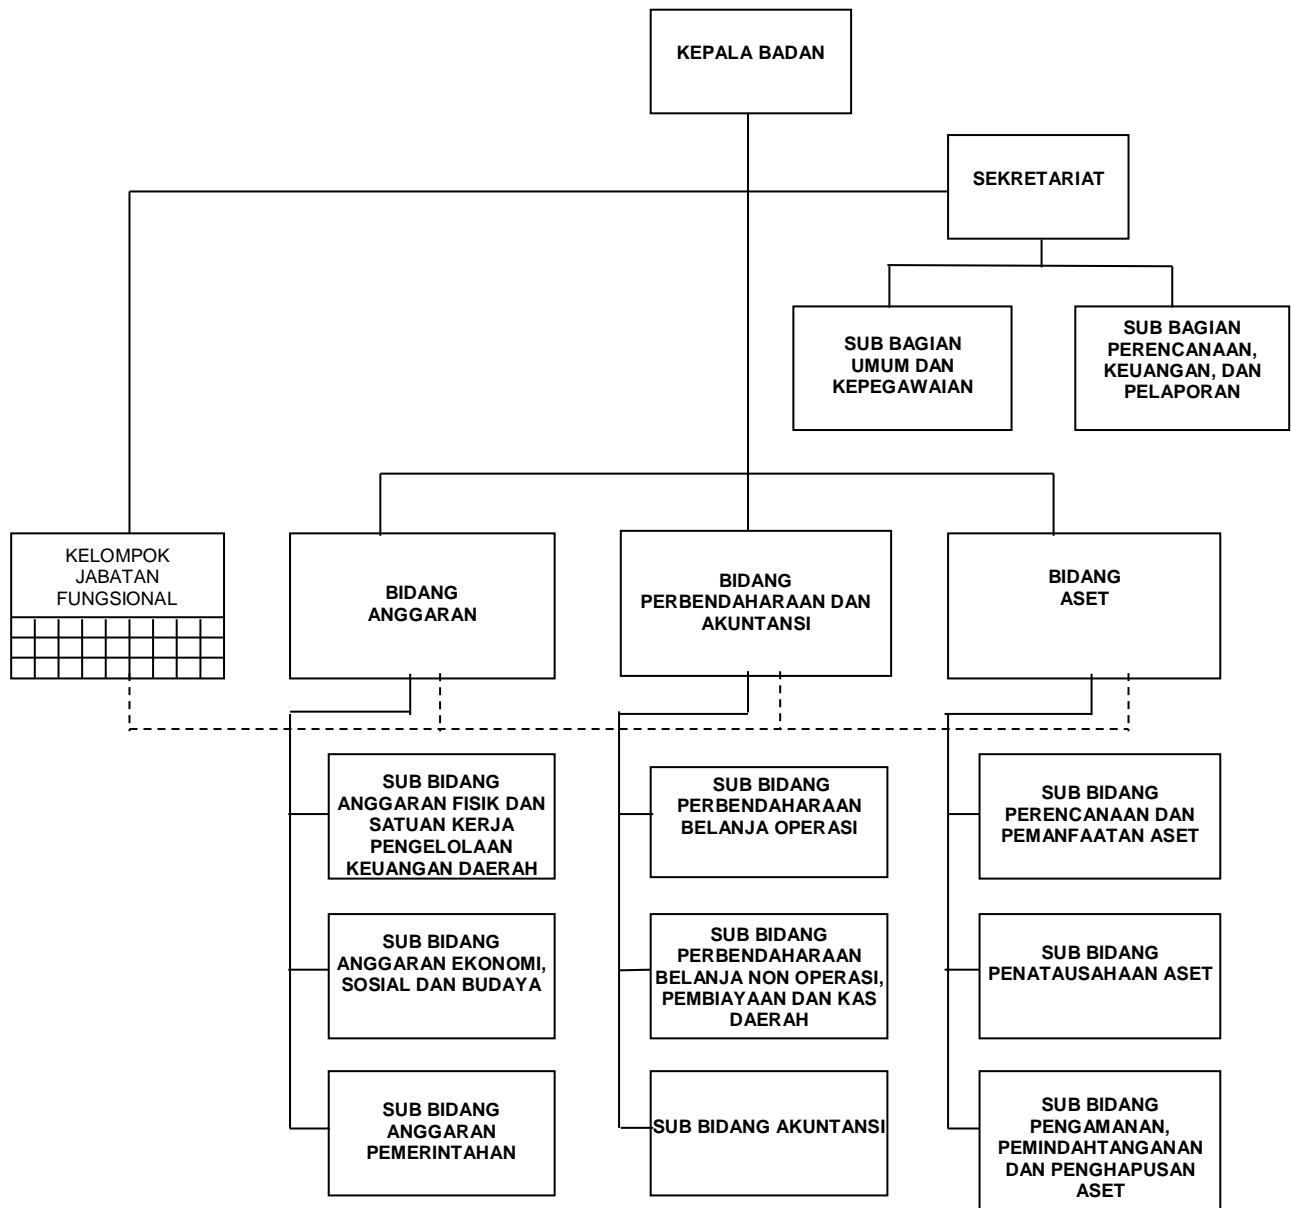 KEPALA BADAN
SEKRETARIAT
SUB BAGIAN
UMUM DAN
KEPEGAWAIAN
SUB BAGIAN
PERENCANAAN,
KEUANGAN, DAN
PELAPORAN
KELOMPOK
JABATAN
FUNGSIONAL
BIDANG
ANGGARAN
BIDANG
PERBENDAHARAAN DAN
AKUNTANSI
BIDANG
ASET
SUB BIDANG
ANGGARAN FISIK DAN
SATUAN KERJA
PENGELOLAAN
KEUANGAN DAERAH
SUB BIDANG
PERBENDAHARAAN
BELANJA OPERASI
SUB BIDANG
PERENCANAAN DAN
PEMANFAATAN ASET
SUB BIDANG
ANGGARAN EKONOMI,
SOSIAL DAN BUDAYA
SUB BIDANG
PERBENDAHARAAN
BELANJA NON OPERASI,
PEMBIAYAAN DAN KAS
DAERAH
SUB BIDANG
PENATAUSAHAAN ASET
SUB BIDANG
ANGGARAN
PEMERINTAHAN
SUB BIDANG AKUNTANSI
SUB BIDANG
PENGAMANAN,
PEMINDAHTANGANAN
DAN PENGHAPUSAN
ASET